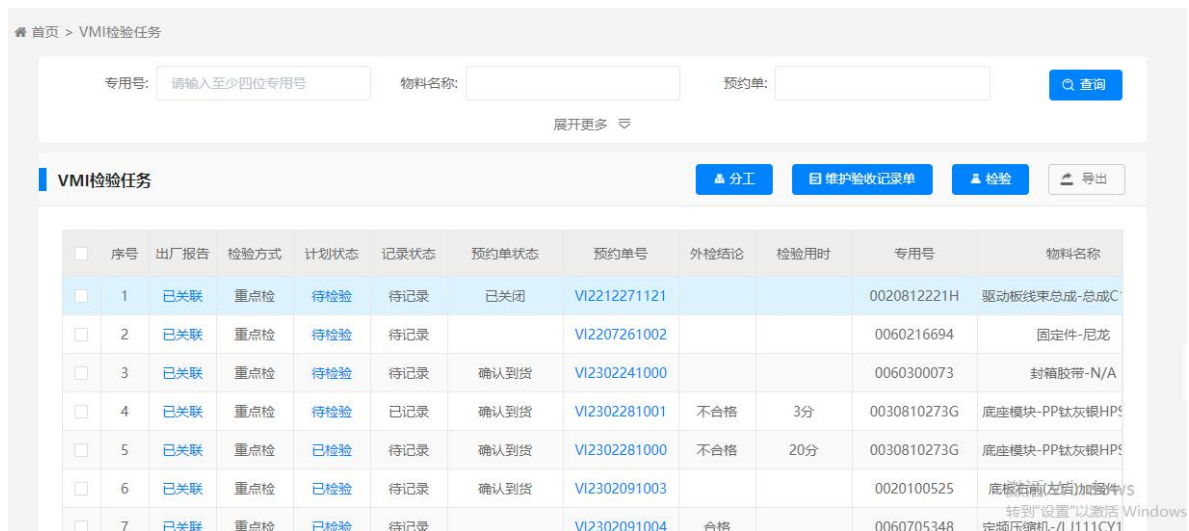 首页 > VMI检验任务
专用号: 请输入至少四位专用号 物料名称: 预约单: 查询
展开更多
VMI检验任务 分工 维护验收记录单 检验 导出
序号 出厂报告 检验方式 计划状态 记录状态 预约单状态 预约单号 外检结论 检验用时 专用号 物料名称
1 已关联 重点检 待检验 待记录 已关闭 VI2212271121 0020812221H 驱动板线束总成-总成C
2 已关联 重点检 待检验 待记录 VI2207261002 0060216694 固定件-尼龙
3 已关联 重点检 待检验 待记录 确认到货 VI2302241000 0060300073 封箱胶带-N/A
4 已关联 重点检 待检验 已记录 确认到货 VI2302281001 不合格 3分 0030810273G 底座模块-PP钛灰银HPS
5 已关联 重点检 已检验 待记录 确认到货 VI2302281000 不合格 20分 0030810273G 底座模块-PP钛灰银HPS
6 已关联 重点检 已检验 待记录 确认到货 VI2302091003 0020100525 底板右前(左后)加强件
激活 Windows
7 已关联 重点检 已检验 待记录 VI2302091004 合格 0060705348 定频压缩机-/LJ111CY1
转到"设置"以激活 Windows